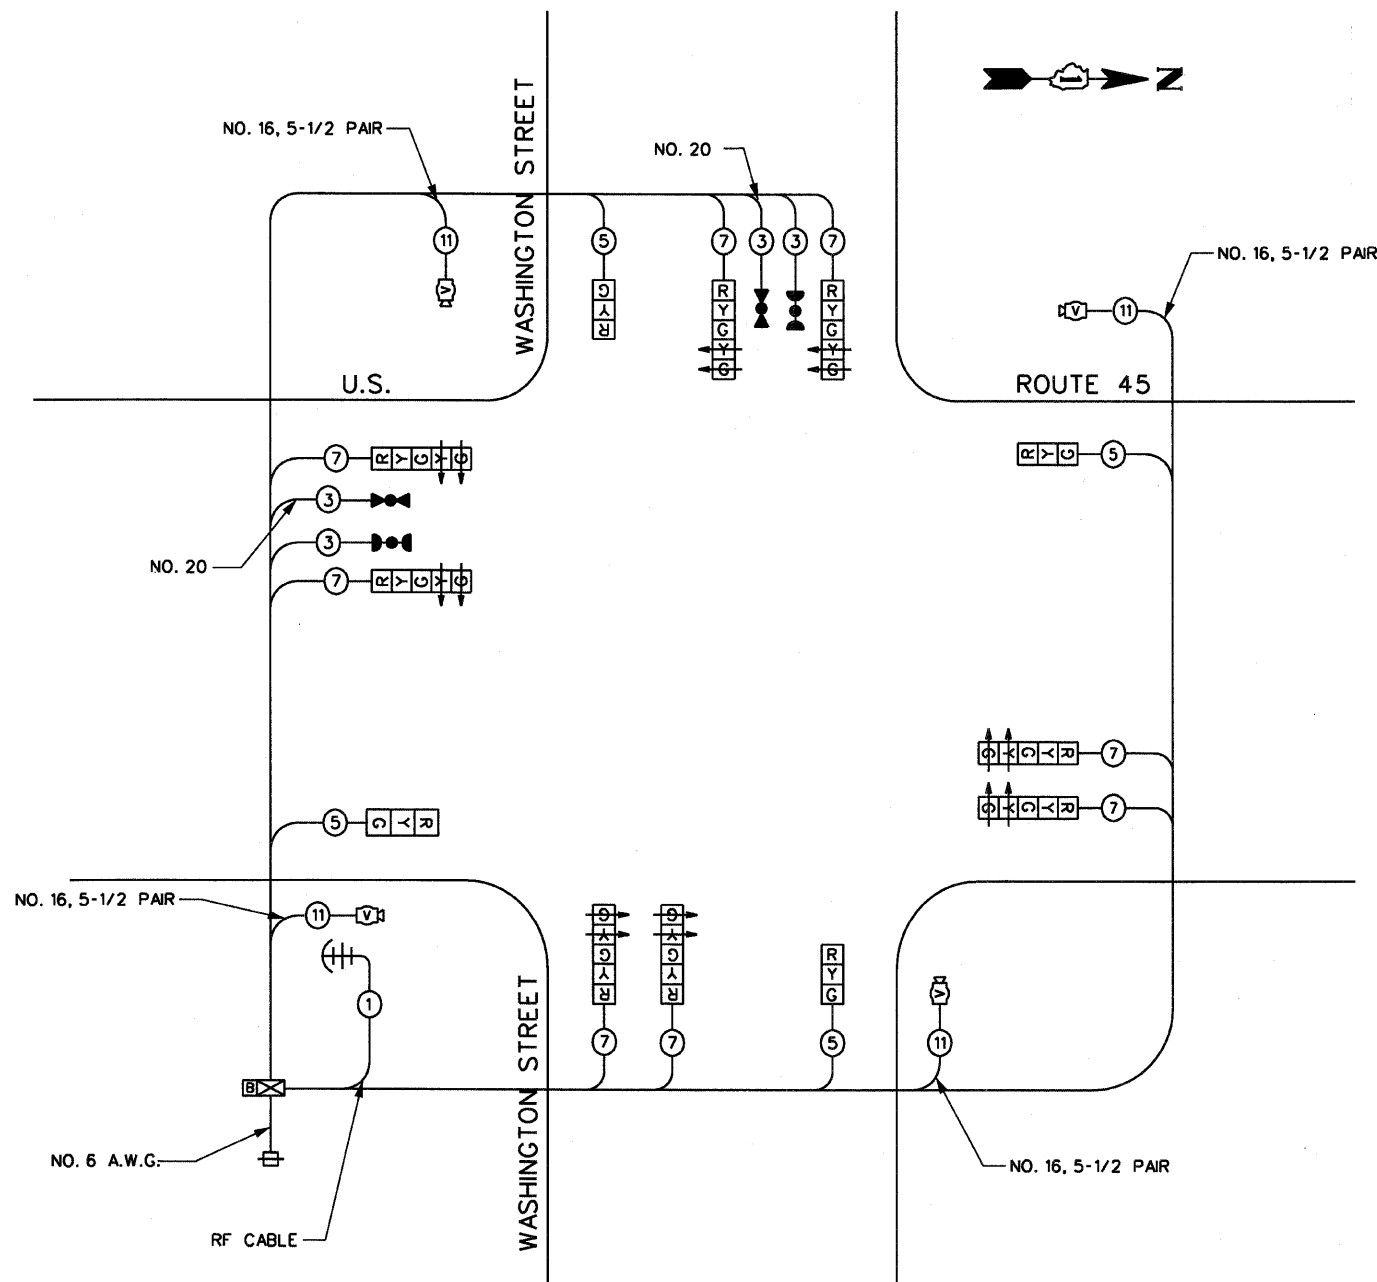 NO. 16, 5-1/2 PAIR
WASHINGTON STREET
NO. 20
1
N
11
5
7
3
3
7
V
G
Y
R
R
Y
G
Y
G
R
Y
G
Y
G
NO. 16, 5-1/2 PAIR
V
11
U.S.
ROUTE 45
7
R Y G Y G
R Y G
5
3
NO. 20
3
7
R Y G Y G
G Y G Y R
7
G Y G Y R
7
5
G Y R
NO. 16, 5-1/2 PAIR
11
V
G
Y
G
Y
R
G
Y
G
Y
R
R
Y
G
V
1
7
7
5
11
WASHINGTON STREET
B
NO. 6 A.W.G.
NO. 16, 5-1/2 PAIR
RF CABLE